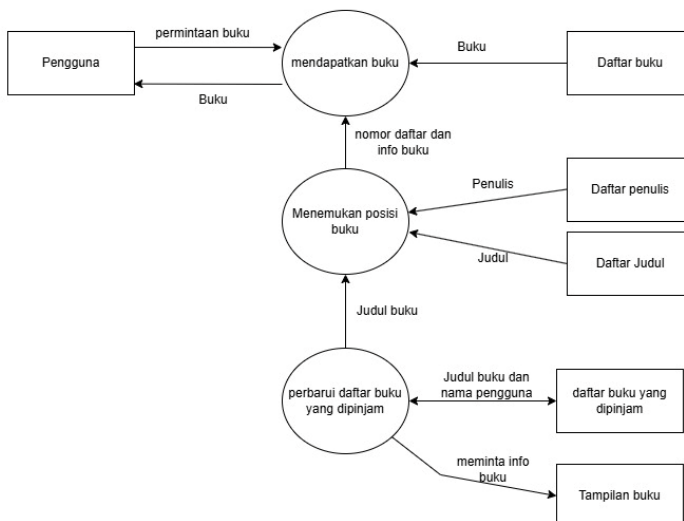 permintaan buku
Pengguna
mendapatkan buku
Buku
Daftar buku
Buku
nomor daftar dan
info buku
Penulis
Daftar penulis
Menemukan posisi
buku
Judul
Daftar Judul
Judul buku
perbarui daftar buku
yang dipinjam
Judul buku dan
nama pengguna
daftar buku yang
dipinjam
meminta info
buku
Tampilan buku